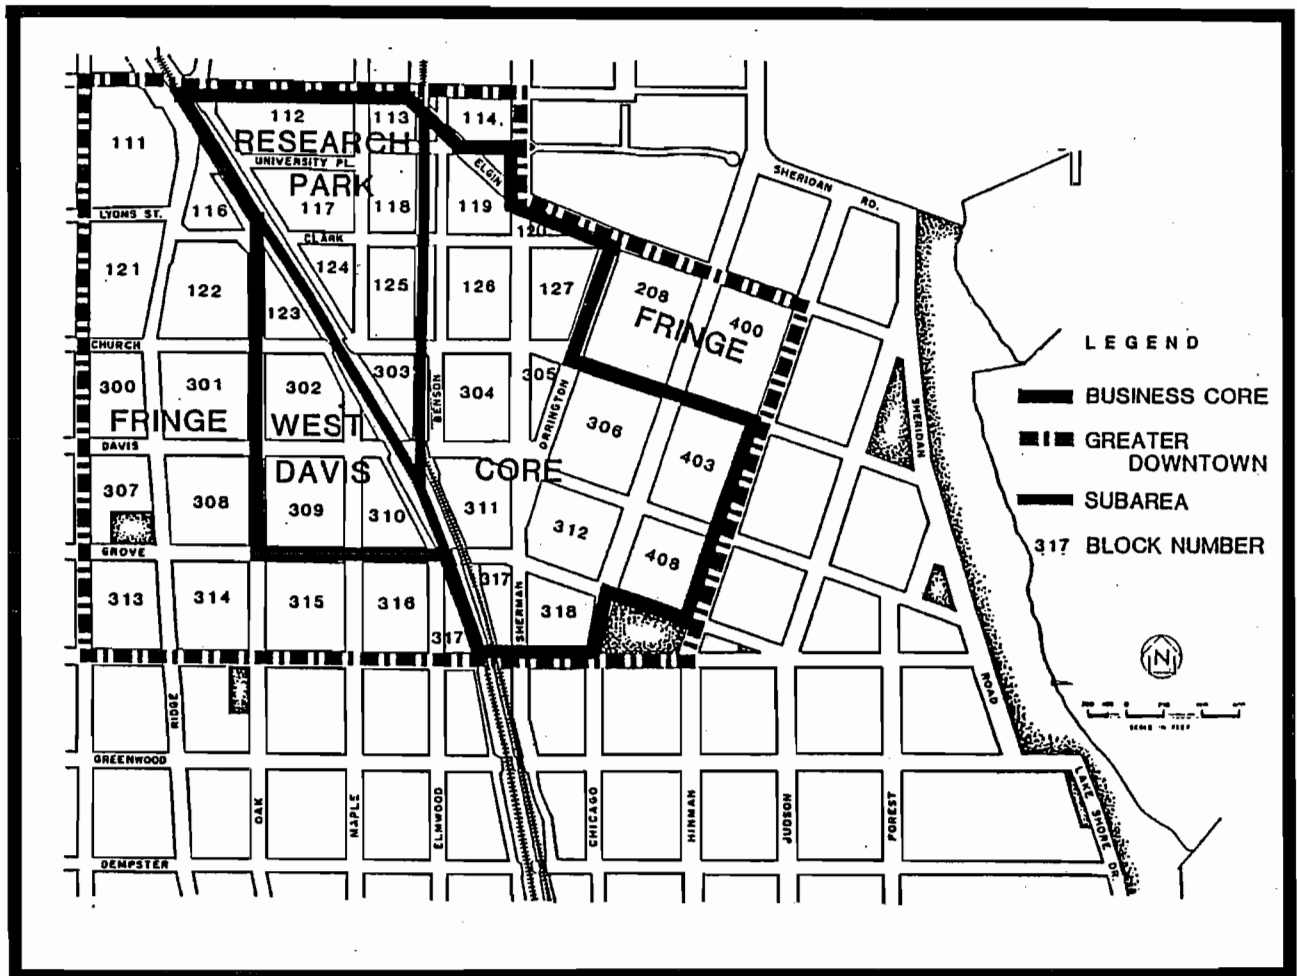 112
113
114.
111
RESEARCH
UNIVERSITY PL.
ELGIN
PARK
SHERIDAN
RD.
LYONS ST.
116
117
118
119
120
CLARK
121
122
124
125
126
127
208
400
FRINGE
123
CHURCH
LEGEND
300
301
302
303
BENSON
304
305
ORRINGTON
SHERIDAN
BUSINESS CORE
FRINGE
WEST
306
GREATER
DOWNTOWN
DAVIS
DAVIS
CORE
403
307
308
309
310
311
SUBAREA
312
317 BLOCK NUMBER
GROVE
408
313
314
315
316
317
317
SHERMAN
318
N
RIDGE
ROAD
SCALE IN FEET
GREENWOOD
OAK
MAPLE
ELMWOOD
CHICAGO
HINMAN
JUDSON
FOREST
LAKE SHORE DR.
DEMPSTER